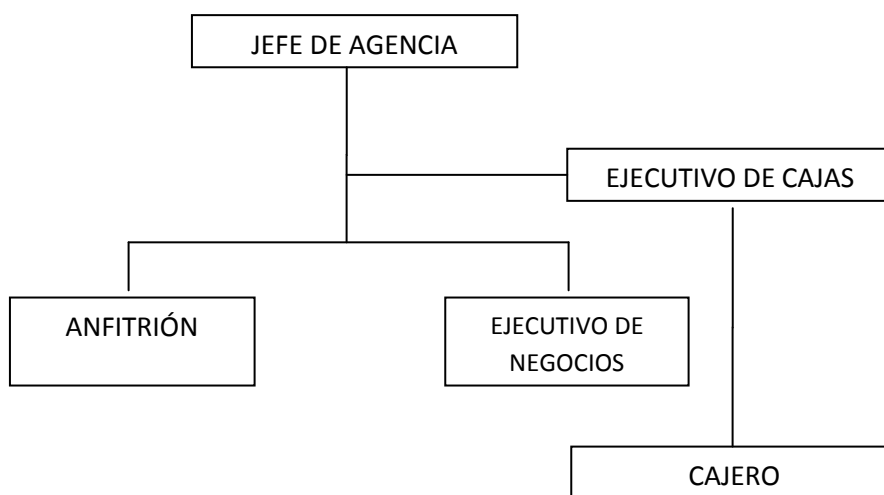 JEFE DE AGENCIA
EJECUTIVO DE CAJAS
ANFITRIÓN
EJECUTIVO DE
NEGOCIOS
CAJERO